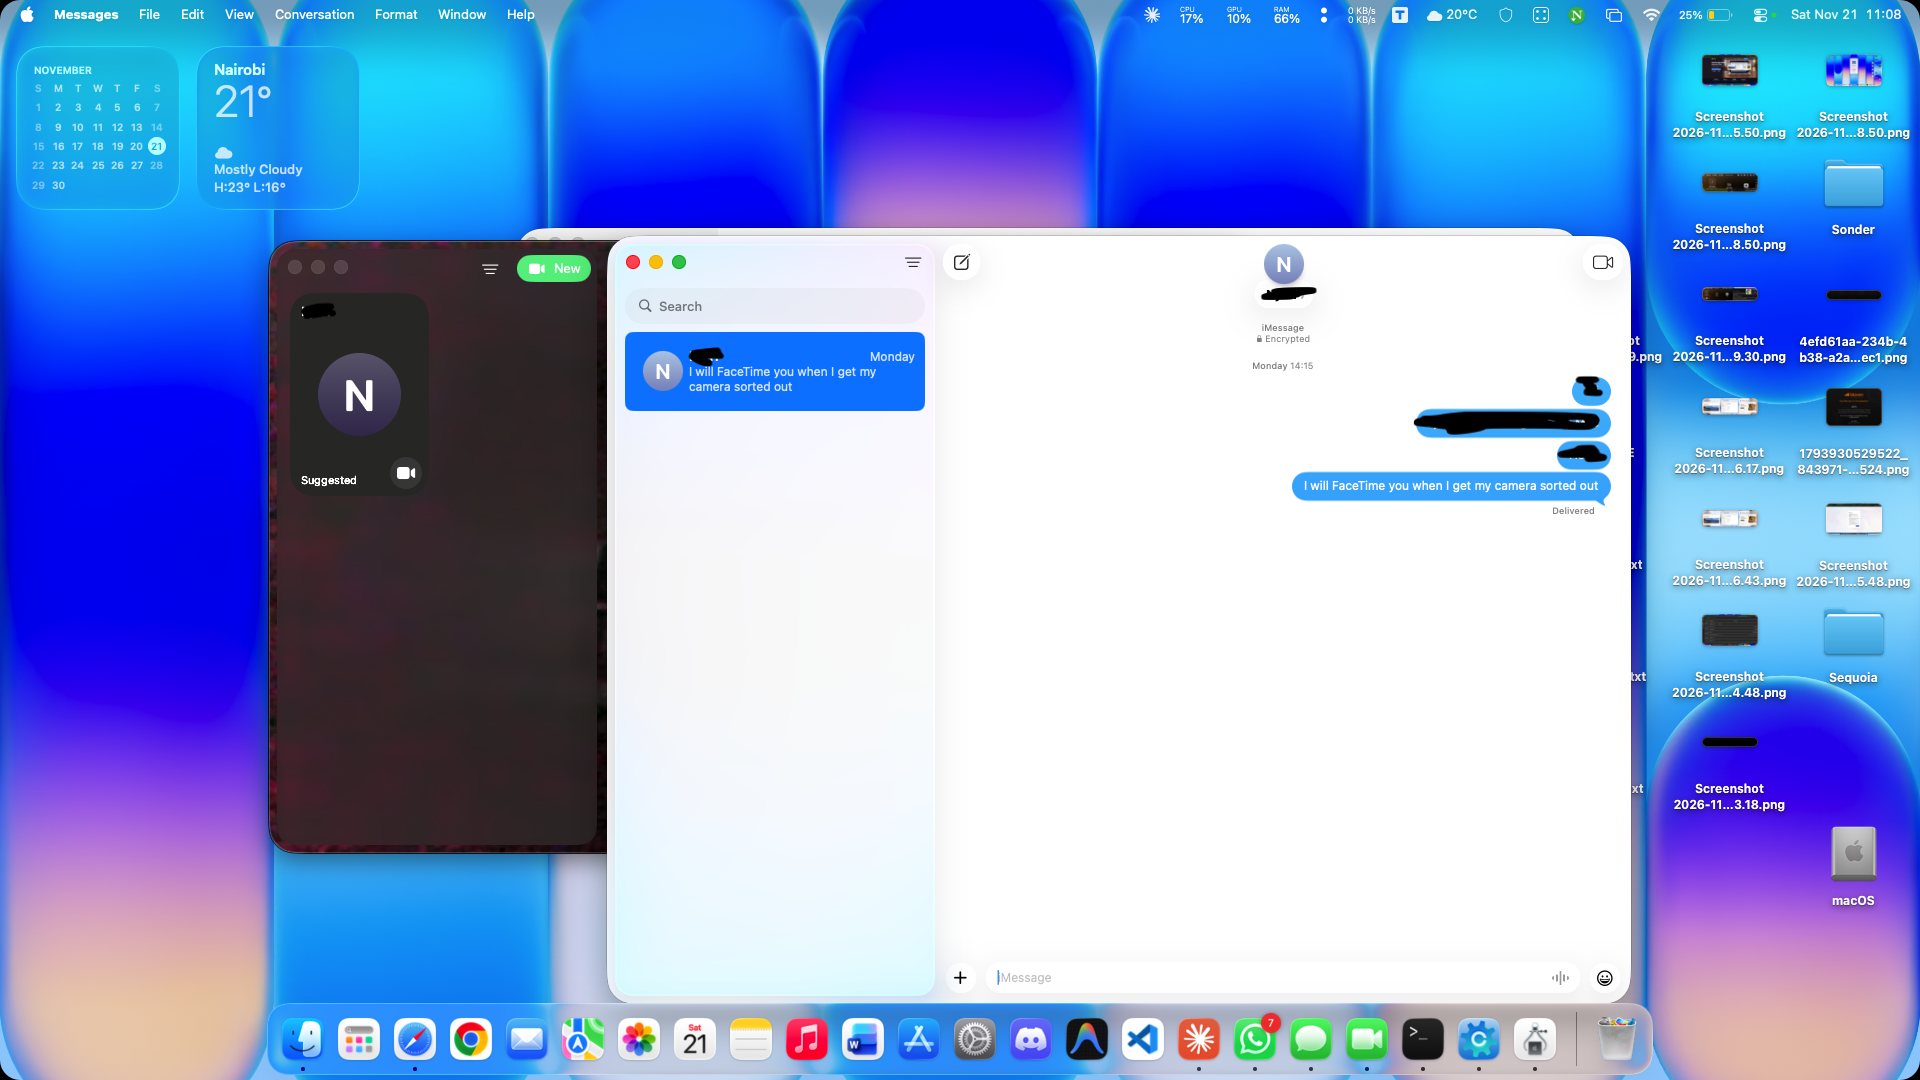 Messages File Edit View Conversation Format Window Help
CPU 17% GPU 10% RAM 66% 0 KB/s 0 KB/s T 20°C N 25% Sat Nov 21 11:08
NOVEMBER
S M T W T F S
1 2 3 4 5 6 7
8 9 10 11 12 13 14
15 16 17 18 19 20 21
22 23 24 25 26 27 28
29 30
Nairobi
21°
Mostly Cloudy
H:23° L:16°
New
N
Suggested
Search
N
Monday
I will FaceTime you when I get my
camera sorted out
N
iMessage
Encrypted
Monday 14:15
I will FaceTime you when I get my camera sorted out
Delivered
iMessage
Screenshot
2026-11...5.50.png
Screenshot
2026-11...8.50.png
Screenshot
2026-11...8.50.png
Sonder
Screenshot
2026-11...9.30.png
4efd61aa-234b-4
b38-a2a...ec1.png
ot
9.png
Screenshot
2026-11...6.17.png
1793930529522_
843971-...524.png
Screenshot
2026-11...6.43.png
Screenshot
2026-11...5.48.png
xt
Screenshot
2026-11...4.48.png
Sequoia
txt
Screenshot
2026-11...3.18.png
xt
macOS
Sat
21
W
7